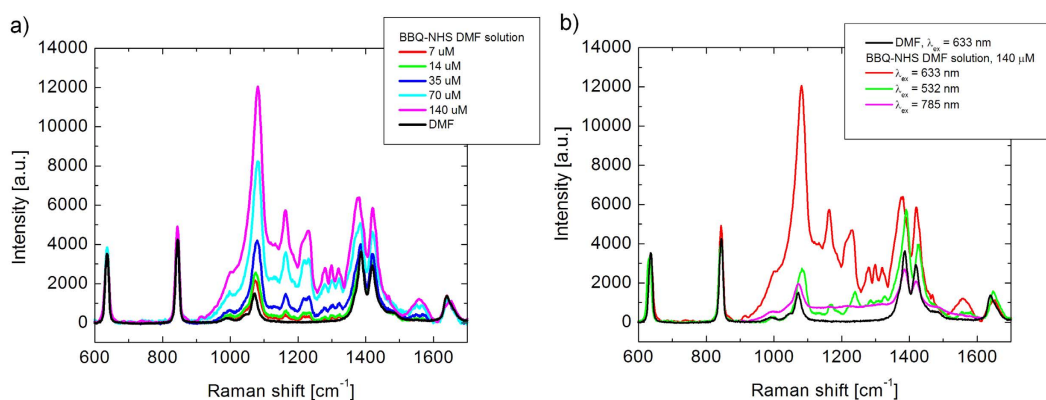 a)
BBQ-NHS DMF solution
7 uM
14 uM
35 uM
70 uM
140 uM
DMF
14000
12000
10000
8000
6000
4000
2000
0
Intensity [a.u.]
600 800 1000 1200 1400 1600
Raman shift [cm⁻¹]
b)
DMF, λex = 633 nm
BBQ-NHS DMF solution, 140 μM
λex = 633 nm
λex = 532 nm
λex = 785 nm
14000
12000
10000
8000
6000
4000
2000
0
Intensity [a.u.]
600 800 1000 1200 1400 1600
Raman shift [cm⁻¹]